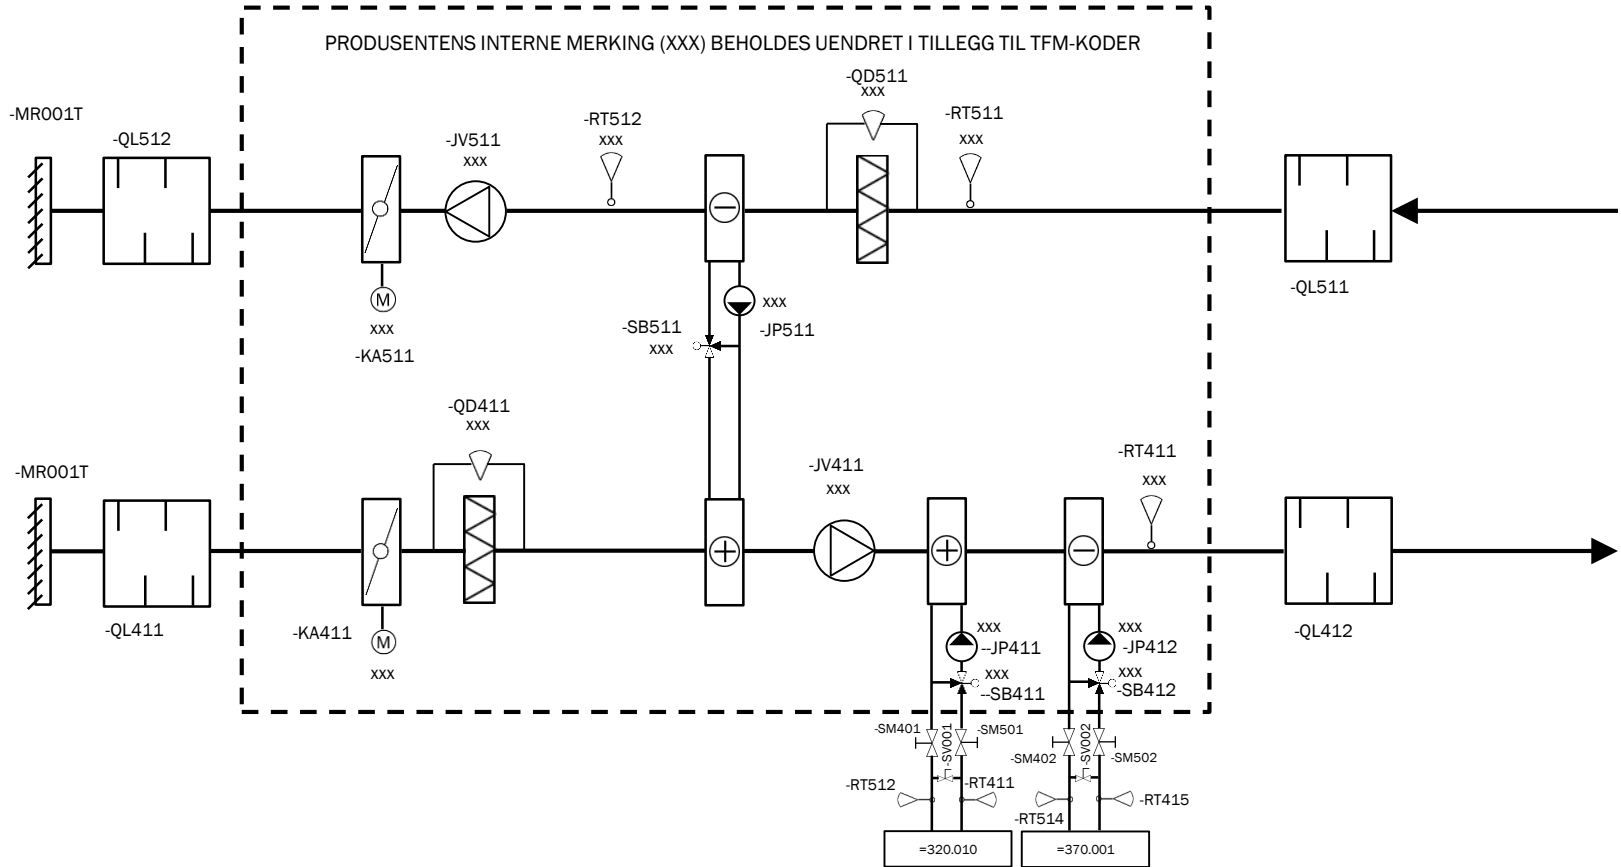 PRODUSENTENS INTERNE MERKING (XXX) BEHOLDES UENDRET I TILLEGG TIL TFM-KODER
-QD511
xxx
-MR001T
-QL512
-JV511
xxx
-RT512
xxx
-RT511
xxx
-QL511
M
xxx
-KA511
-SB511
xxx
xxx
-JP511
-QD411
xxx
-MR001T
-JV411
xxx
-RT411
xxx
-QL411
-KA411
M
xxx
xxx
--JP411
xxx
--SB411
xxx
-JP412
xxx
-SB412
-QL412
-SM401
-SV001
-SM501
-SM402
-SV002
-SM502
-RT512
-RT411
-RT514
-RT415
=320.010
=370.001